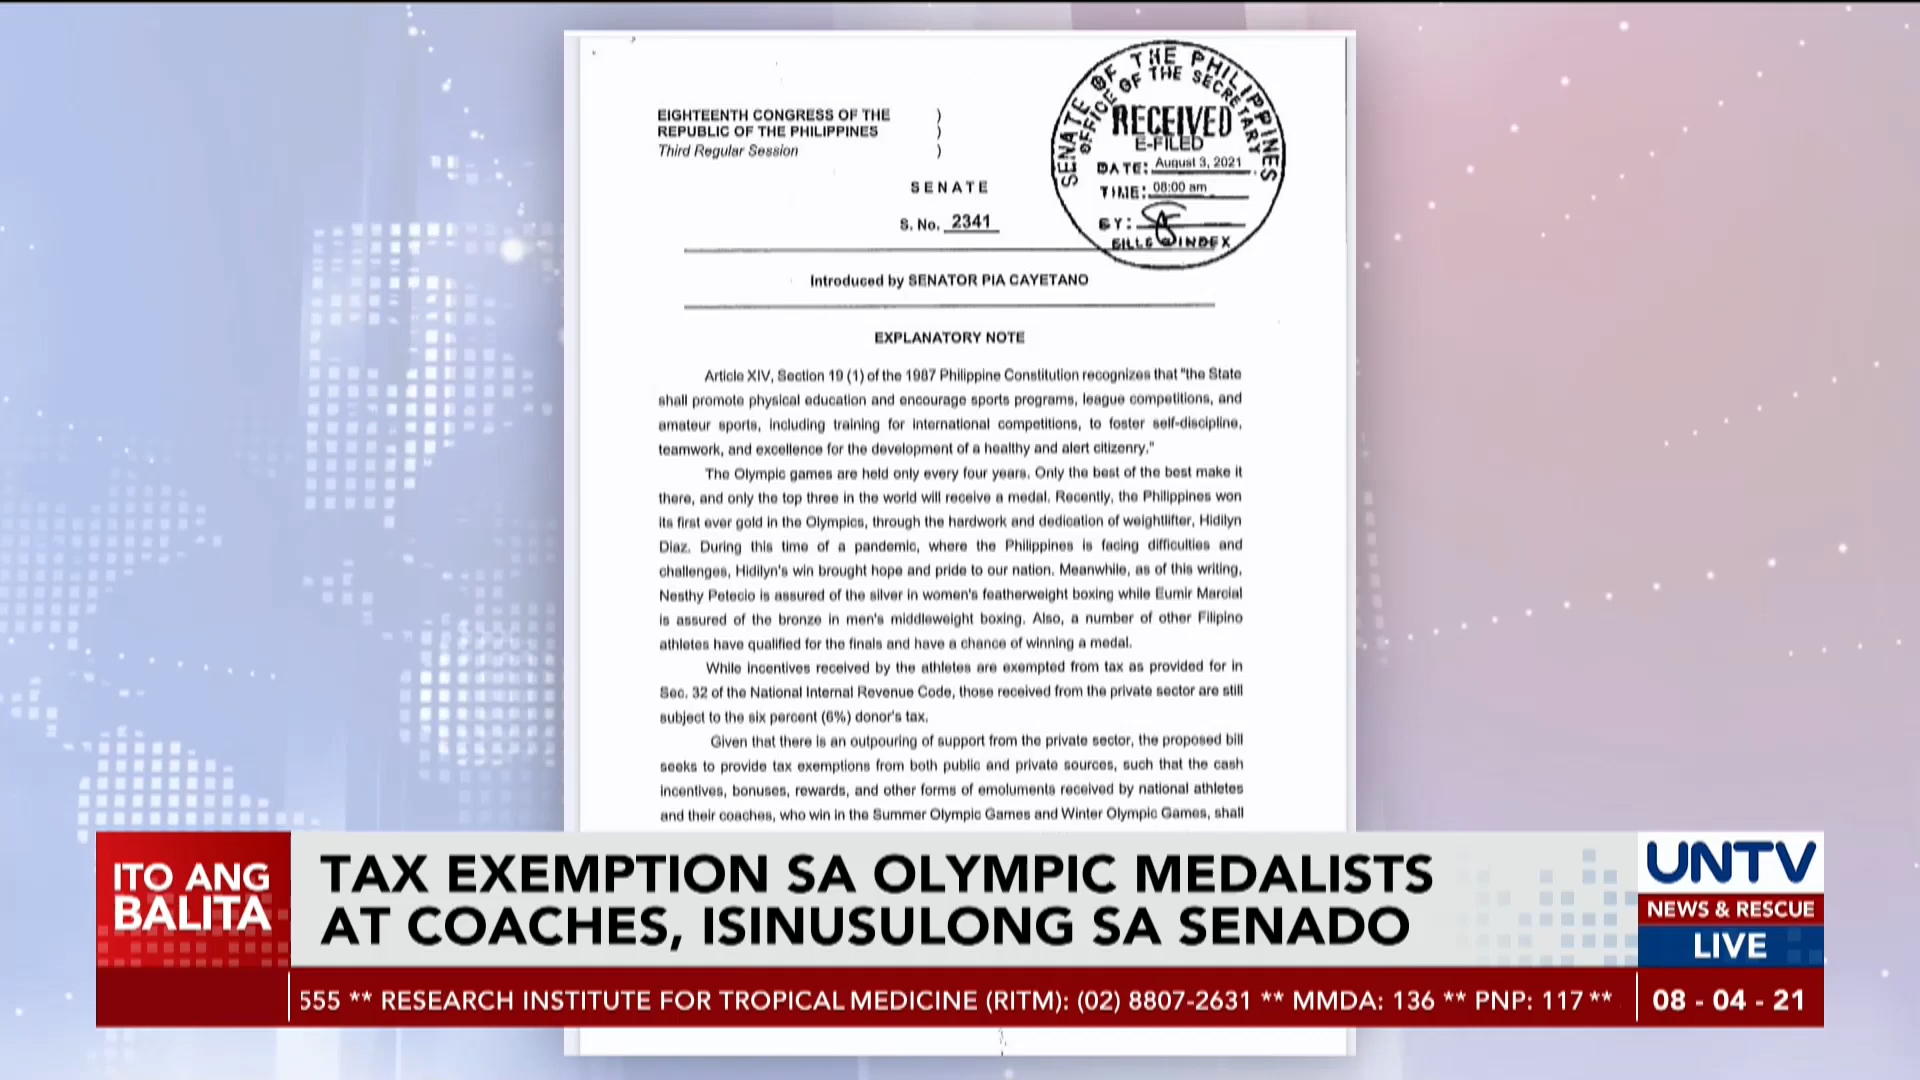 EIGHTEENTH CONGRESS OF THE )
REPUBLIC OF THE PHILIPPINES )
Third Regular Session )
SENATE OF THE PHILIPPINES
OFFICE OF THE SECRETARY
RECEIVED
E-FILED
DATE: August 3, 2021
TIME: 08:00 am
BY:
BILLS & INDEX
SENATE
S. No. 2341
Introduced by SENATOR PIA CAYETANO
EXPLANATORY NOTE
Article XIV, Section 19 (1) of the 1987 Philippine Constitution recognizes that "the State
shall promote physical education and encourage sports programs, league competitions, and
amateur sports, including training for international competitions, to foster self-discipline,
teamwork, and excellence for the development of a healthy and alert citizenry."
The Olympic games are held only every four years. Only the best of the best make it
there, and only the top three in the world will receive a medal. Recently, the Philippines won
its first ever gold in the Olympics, through the hardwork and dedication of weightlifter, Hidilyn
Diaz. During this time of a pandemic, where the Philippines is facing difficulties and
challenges, Hidilyn's win brought hope and pride to our nation. Meanwhile, as of this writing,
Nesthy Petecio is assured of the silver in women's featherweight boxing while Eumir Marcial
is assured of the bronze in men's middleweight boxing. Also, a number of other Filipino
athletes have qualified for the finals and have a chance of winning a medal.
While incentives received by the athletes are exempted from tax as provided for in
Sec. 32 of the National Internal Revenue Code, those received from the private sector are still
subject to the six percent (6%) donor's tax.
Given that there is an outpouring of support from the private sector, the proposed bill
seeks to provide tax exemptions from both public and private sources, such that the cash
incentives, bonuses, rewards, and other forms of emoluments received by national athletes
and their coaches, who win in the Summer Olympic Games and Winter Olympic Games, shall
ITO ANG
BALITA
TAX EXEMPTION SA OLYMPIC MEDALISTS
AT COACHES, ISINUSULONG SA SENADO
UNTV
NEWS & RESCUE
LIVE
555 ** RESEARCH INSTITUTE FOR TROPICAL MEDICINE (RITM): (02) 8807-2631 ** MMDA: 136 ** PNP: 117 **
08 - 04 - 21